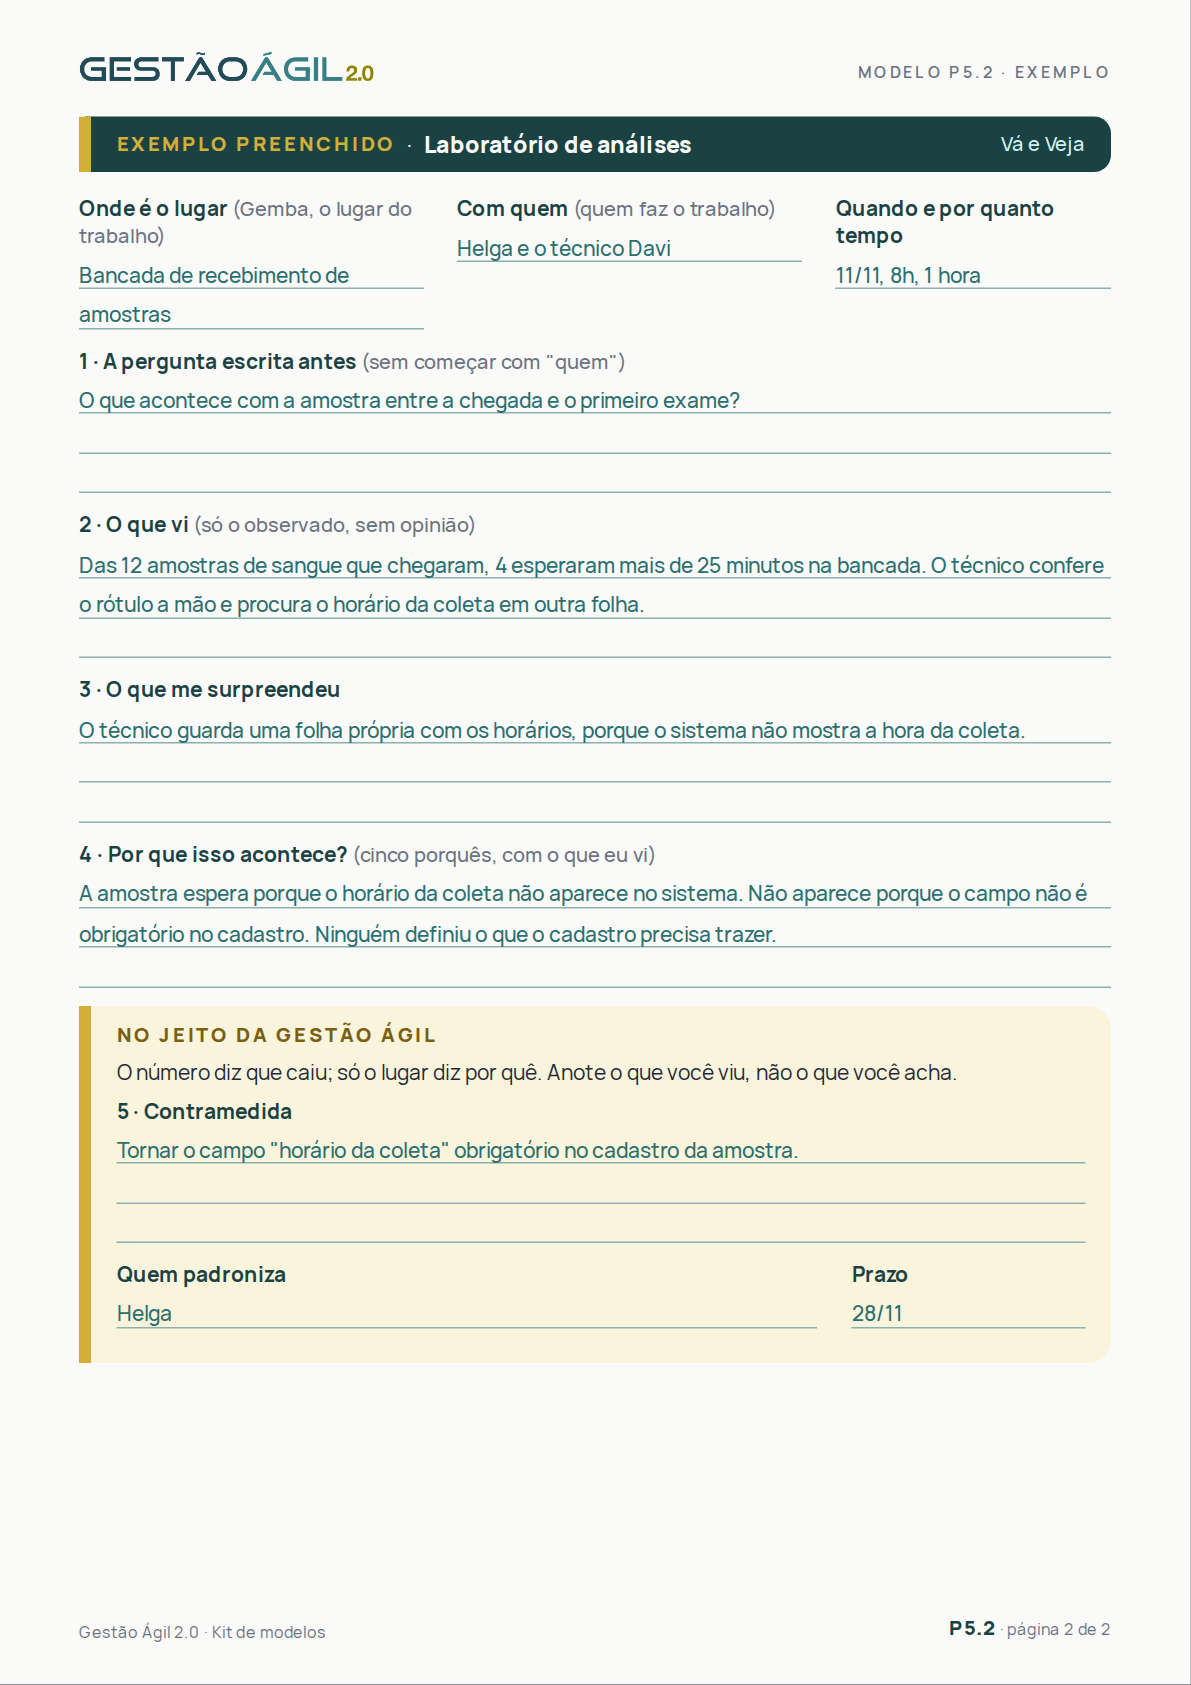 GESTÃOÁGIL2.0
MODELO P5.2 · EXEMPLO
EXEMPLO PREENCHIDO · Laboratório de análises
Vá e Veja
Onde é o lugar (Gemba, o lugar do
trabalho)
Bancada de recebimento de
amostras
Com quem (quem faz o trabalho)
Helga e o técnico Davi
Quando e por quanto
tempo
11/11, 8h, 1 hora
1 · A pergunta escrita antes (sem começar com "quem")
O que acontece com a amostra entre a chegada e o primeiro exame?
2 · O que vi (só o observado, sem opinião)
Das 12 amostras de sangue que chegaram, 4 esperaram mais de 25 minutos na bancada. O técnico confere
o rótulo a mão e procura o horário da coleta em outra folha.
3 · O que me surpreendeu
O técnico guarda uma folha própria com os horários, porque o sistema não mostra a hora da coleta.
4 · Por que isso acontece? (cinco porquês, com o que eu vi)
A amostra espera porque o horário da coleta não aparece no sistema. Não aparece porque o campo não é
obrigatório no cadastro. Ninguém definiu o que o cadastro precisa trazer.
NO JEITO DA GESTÃO ÁGIL
O número diz que caiu; só o lugar diz por quê. Anote o que você viu, não o que você acha.
5 · Contramedida
Tornar o campo "horário da coleta" obrigatório no cadastro da amostra.
Quem padroniza
Helga
Prazo
28/11
Gestão Ágil 2.0 · Kit de modelos
P5.2 · página 2 de 2